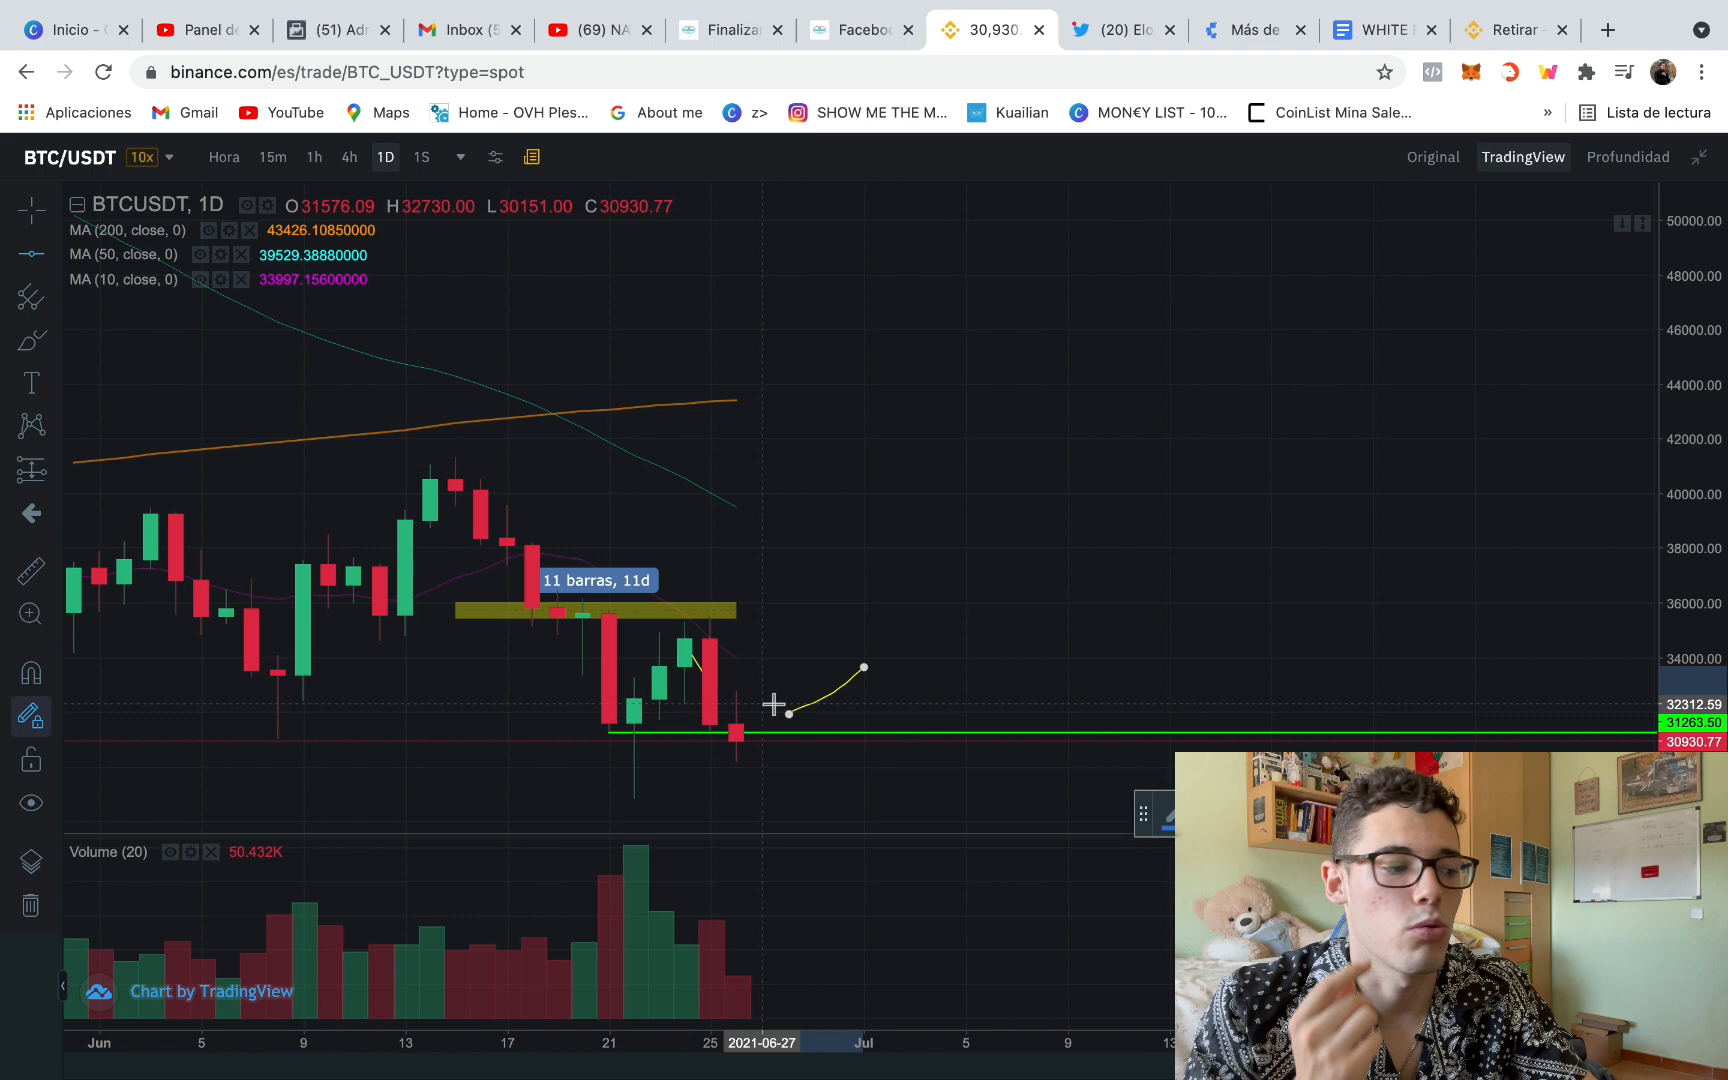 Inicio -
Panel de
(51) Adr
Inbox (5
(69) NA
Finaliza
Faceboo
30,930.
(20) Elo
Más de
WHITE
Retirar -
binance.com/es/trade/BTC_USDT?type=spot
Aplicaciones
Gmail
YouTube
Maps
Home - OVH Ples...
About me
z>
SHOW ME THE M...
Kuailian
MON€Y LIST - 10...
CoinList Mina Sale...
»
Lista de lectura
BTC/USDT 10x
Hora 15m 1h 4h 1D 1S
Original TradingView Profundidad
BTCUSDT, 1D O31576.09 H32730.00 L30151.00 C30930.77
MA (200, close, 0) 43426.10850000
MA (50, close, 0) 39529.38880000
MA (10, close, 0) 33997.15600000
50000.00
48000.00
46000.00
44000.00
42000.00
40000.00
38000.00
36000.00
34000.00
32312.59
31263.50
30930.77
11 barras, 11d
Volume (20) 50.432K
Chart by TradingView
Jun 5 9 13 17 21 25 2021-06-27 Jul 5 9 13